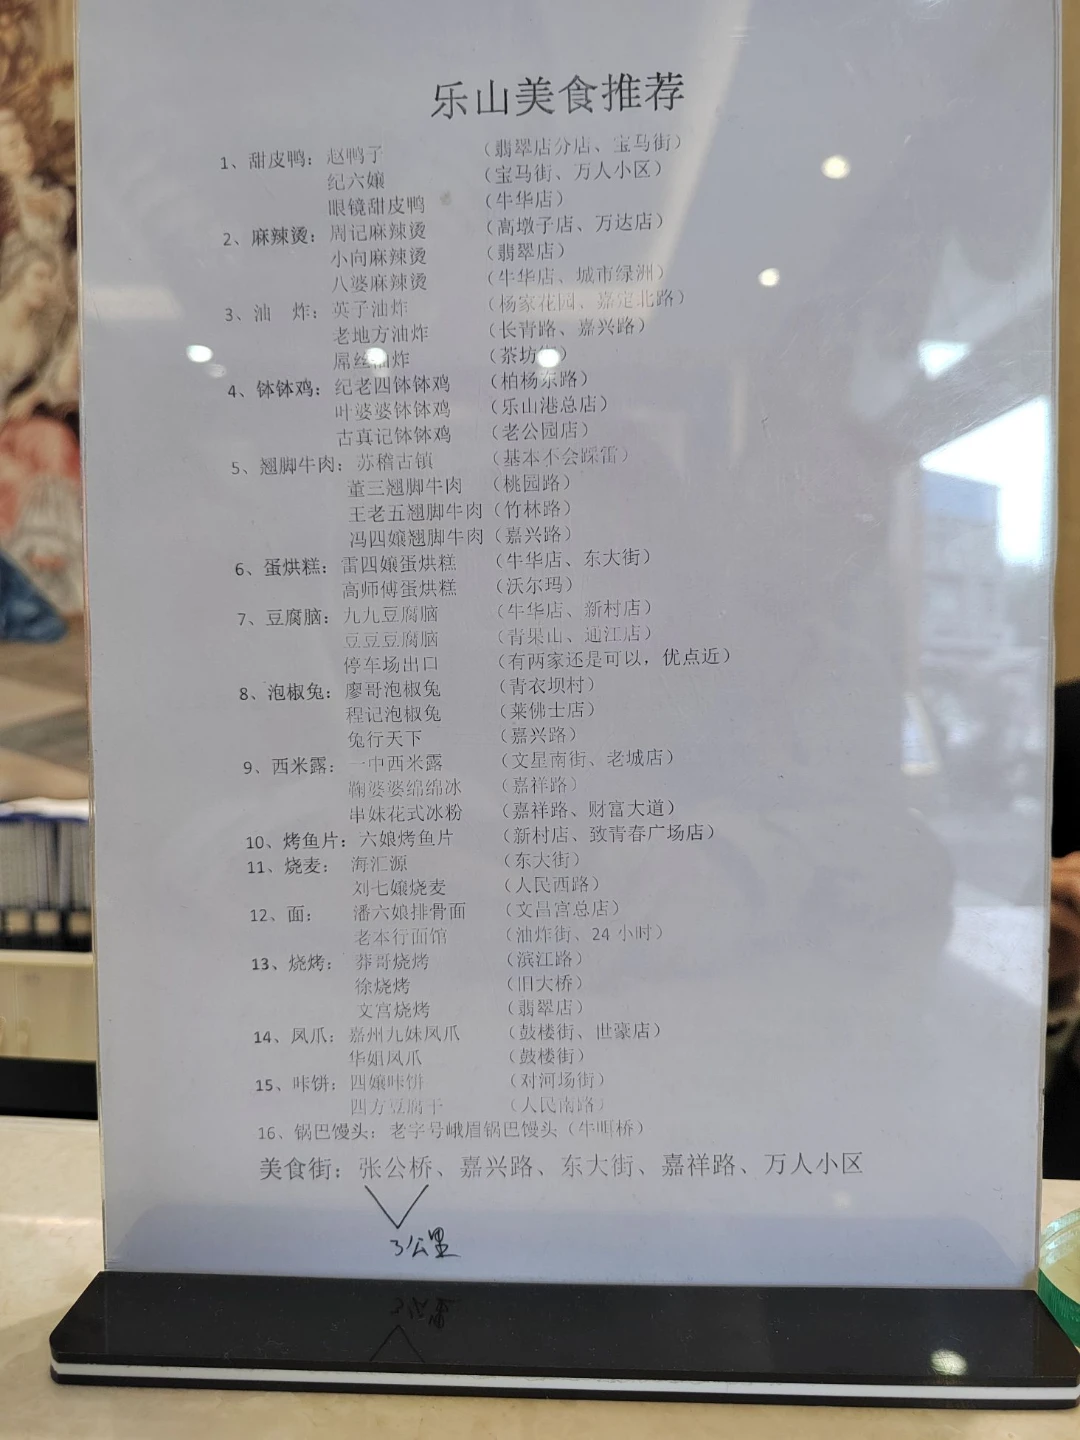 乐山美食推荐
1、甜皮鸭：赵鸭子 （翡翠店分店、宝马街）
纪六孃 （宝马街、万人小区）
眼镜甜皮鸭 （牛华店）
2、麻辣烫：周记麻辣烫 （高墩子店、万达店）
小向麻辣烫 （翡翠店）
八婆麻辣烫 （牛华店、城市绿洲）
3、油 炸：英子油炸 （杨家花园、嘉定北路）
老地方油炸 （长青路、嘉兴路）
屌丝油炸 （茶坊街）
4、钵钵鸡：纪老四钵钵鸡 （柏杨东路）
叶婆婆钵钵鸡 （乐山港总店）
古真记钵钵鸡 （老公园店）
5、翘脚牛肉：苏稽古镇 （基本不会踩雷）
董三翘脚牛肉 （桃园路）
王老五翘脚牛肉（竹林路）
冯四孃翘脚牛肉（嘉兴路）
6、蛋烘糕：雷四孃蛋烘糕 （牛华店、东大街）
高师傅蛋烘糕 （沃尔玛）
7、豆腐脑：九九豆腐脑 （牛华店、新村店）
豆豆豆腐脑 （青果山、通江店）
停车场出口 （有两家还是可以，优点近）
8、泡椒兔：廖哥泡椒兔 （青衣坝村）
程记泡椒兔 （莱佛士店）
兔行天下 （嘉兴路）
9、西米露：一中西米露 （文星南街、老城店）
鞠婆婆绵绵冰 （嘉祥路）
串妹花式冰粉 （嘉祥路、财富大道）
10、烤鱼片：六娘烤鱼片 （新村店、致青春广场店）
11、烧麦： 海汇源 （东大街）
刘七孃烧麦 （人民西路）
12、面： 潘六娘排骨面 （文昌宫总店）
老本行面馆 （油炸街、24 小时）
13、烧烤： 莽哥烧烤 （滨江路）
徐烧烤 （旧大桥）
文宫烧烤 （翡翠店）
14、凤爪：嘉州九妹凤爪 （鼓楼街、世豪店）
华姐凤爪 （鼓楼街）
15、咔饼：四孃咔饼 （对河场街）
四方豆腐干 （人民南路）
16、锅巴馒头：老字号峨眉锅巴馒头（牛咡桥）
美食街：张公桥、嘉兴路、东大街、嘉祥路、万人小区
3公里